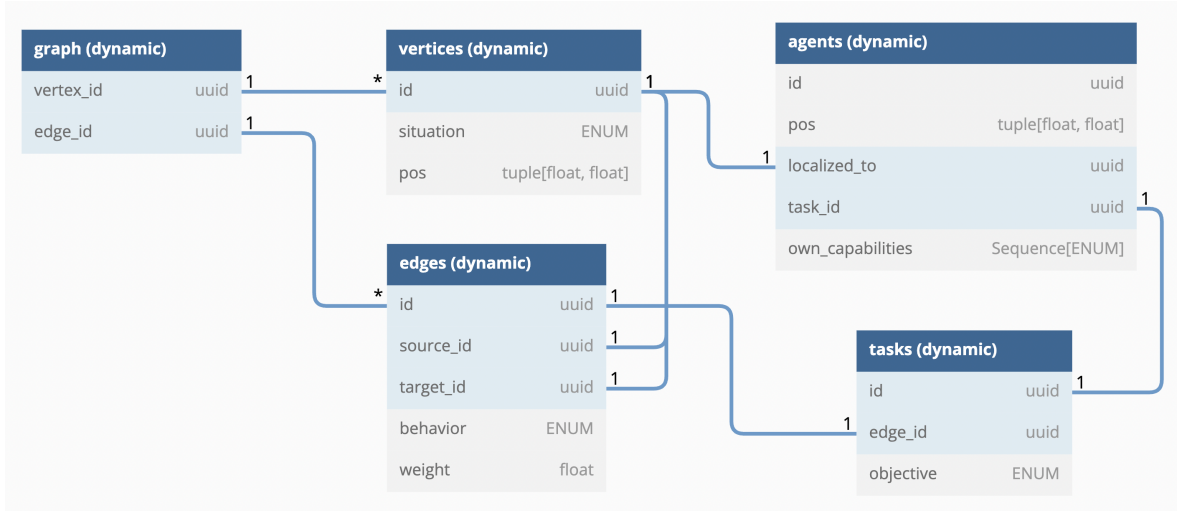 graph (dynamic)
vertex_id uuid
edge_id uuid
1
1
*
*
vertices (dynamic)
id uuid
situation ENUM
pos tuple[float, float]
1
edges (dynamic)
id uuid
source_id uuid
target_id uuid
behavior ENUM
weight float
1
1
1
agents (dynamic)
id uuid
pos tuple[float, float]
localized_to uuid
task_id uuid
own_capabilities Sequence[ENUM]
1
1
tasks (dynamic)
id uuid
edge_id uuid
objective ENUM
1
1